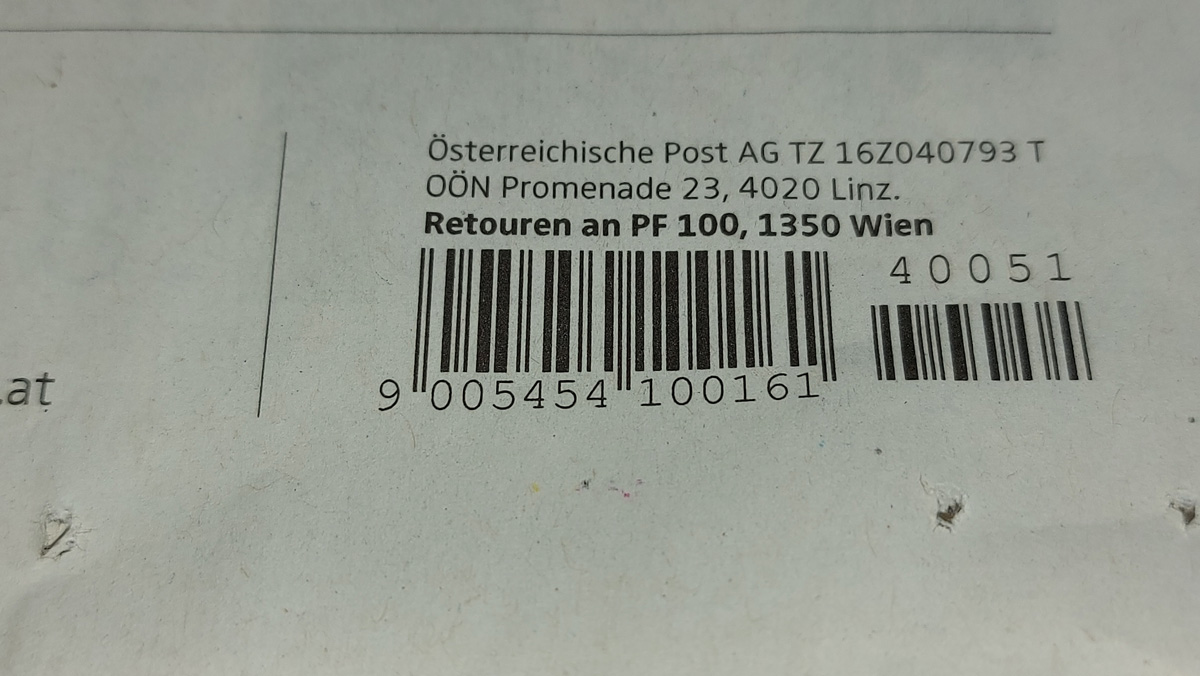 Österreichische Post AG TZ 16Z040793 T
OÖN Promenade 23, 4020 Linz.
Retouren an PF 100, 1350 Wien
40051
9 005454 100161
.at